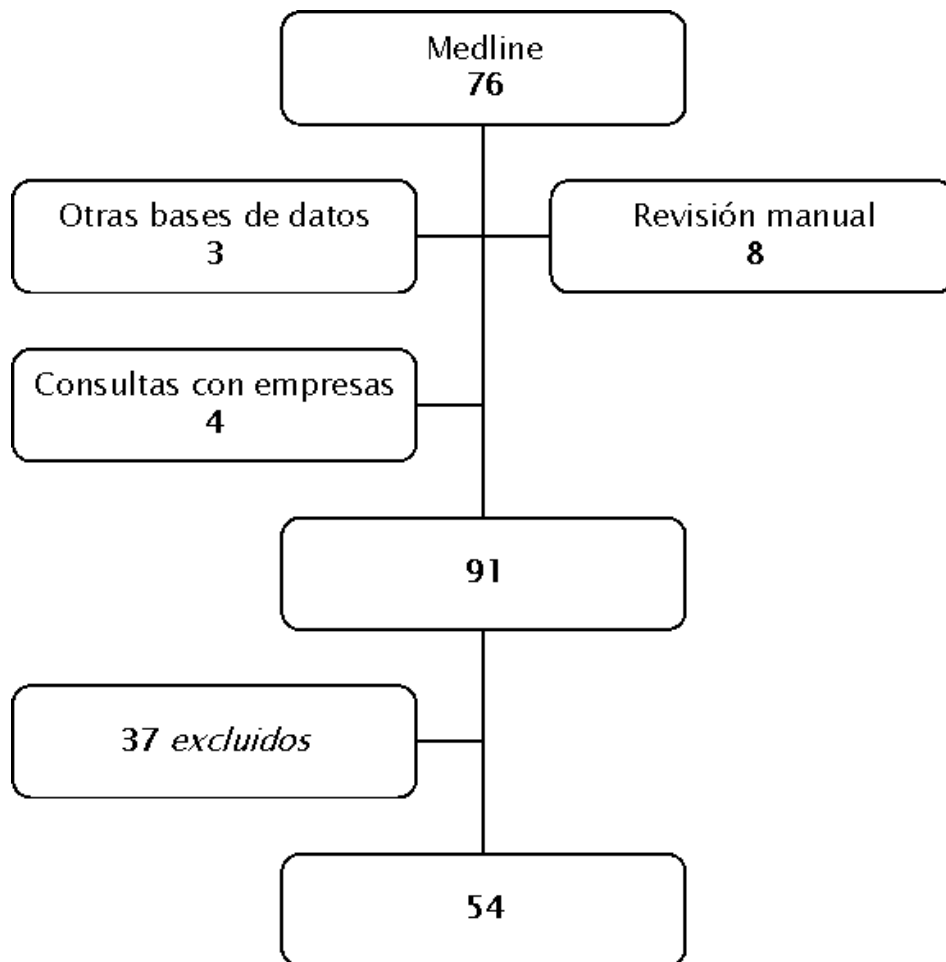 Medline
76
Otras bases de datos
3
Revisión manual
8
Consultas con empresas
4
91
37 excluidos
54